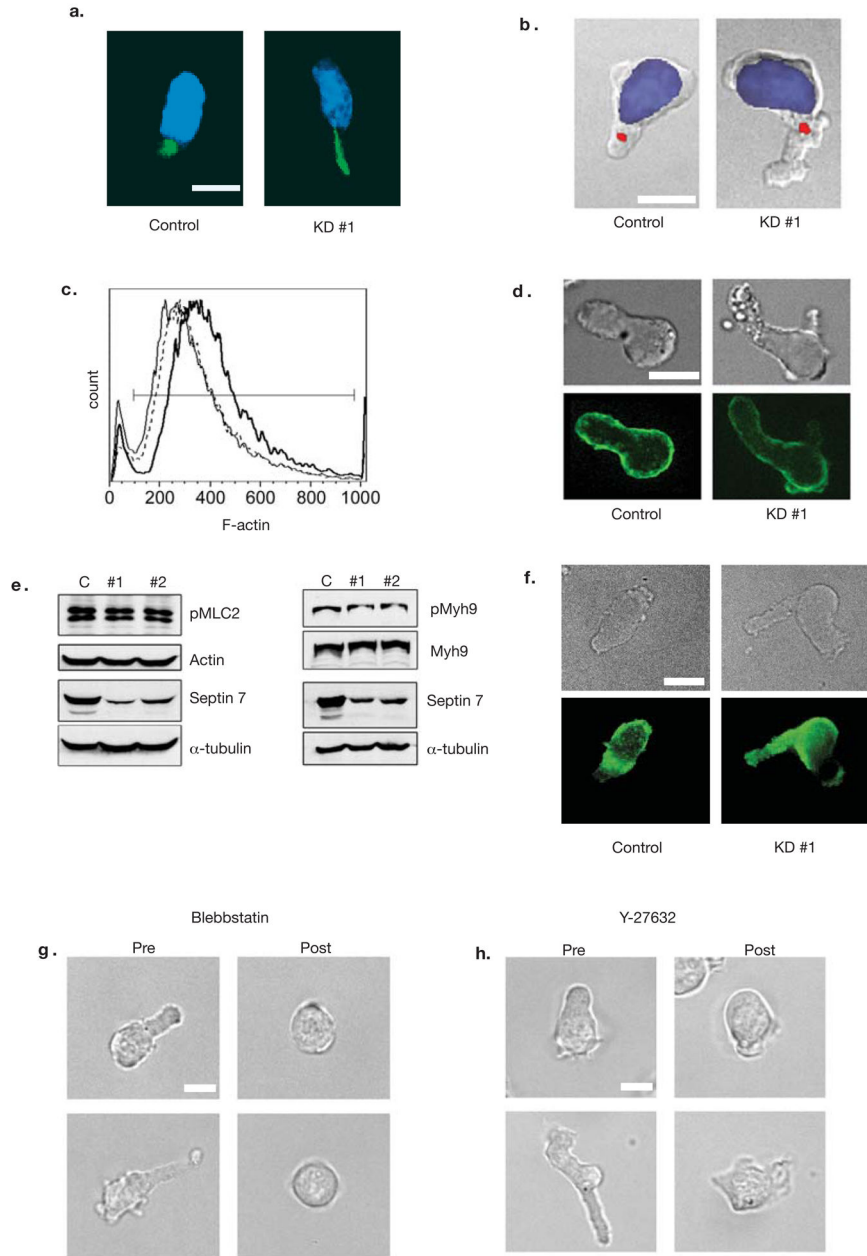 a.
Control
KD #1
b.
Control
KD #1
c.
count
0
200
400
600
800
1000
F-actin
d.
Control
KD #1
e.
C #1 #2
pMLC2
Actin
Septin 7
α-tubulin
C #1 #2
pMyh9
Myh9
Septin 7
α-tubulin
f.
Control
KD #1
Blebbstatin
g.
Pre
Post
Y-27632
h.
Pre
Post